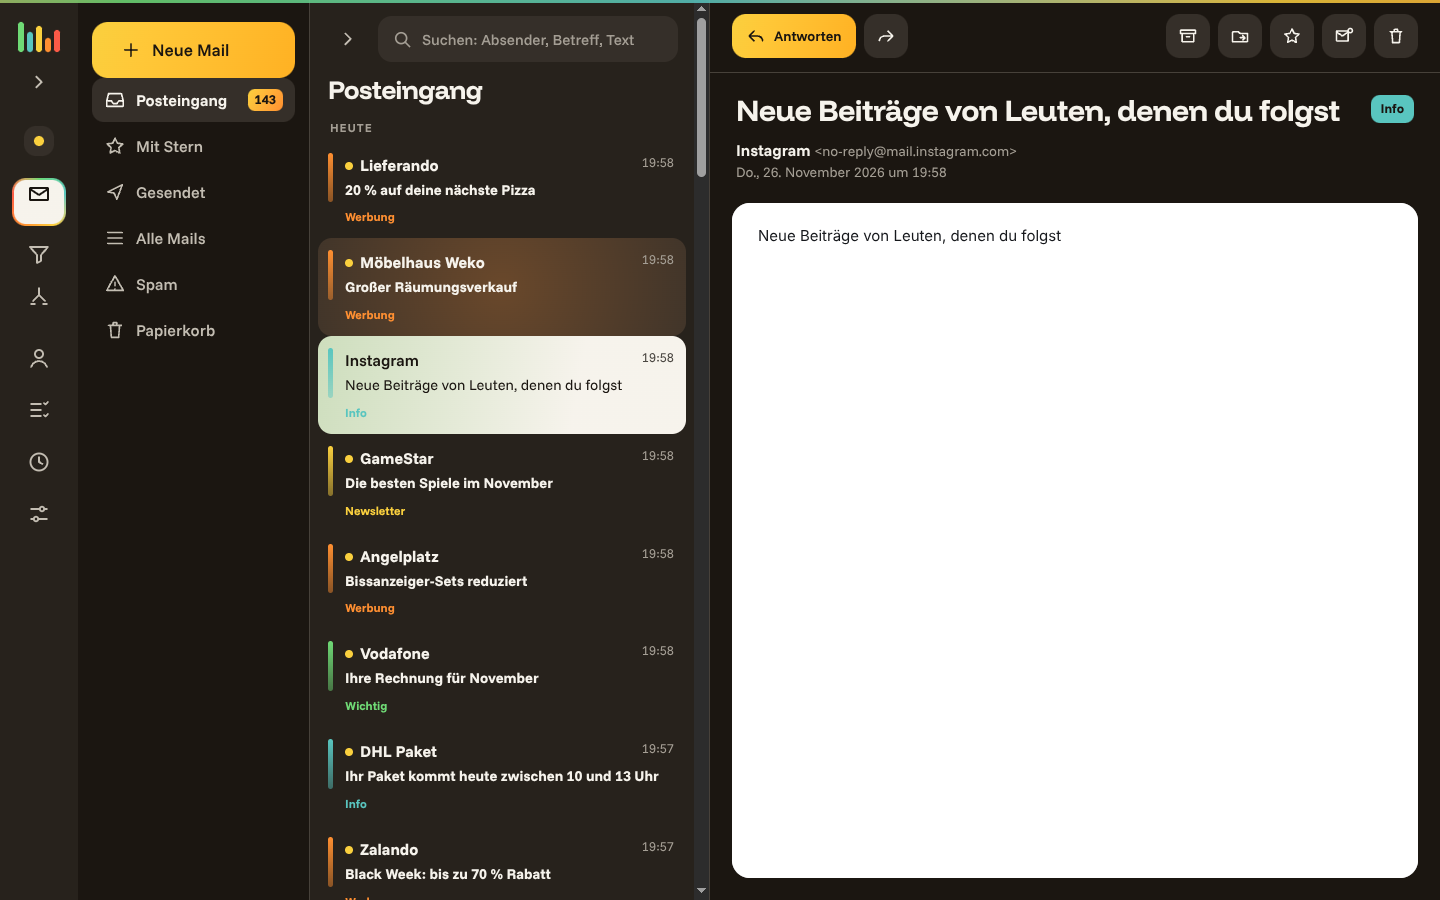 Neue Mail
Posteingang 143
Mit Stern
Gesendet
Alle Mails
Spam
Papierkorb
Suchen: Absender, Betreff, Text
Posteingang
HEUTE
Lieferando 19:58
20 % auf deine nächste Pizza
Werbung
Möbelhaus Weko 19:58
Großer Räumungsverkauf
Werbung
Instagram 19:58
Neue Beiträge von Leuten, denen du folgst
Info
GameStar 19:58
Die besten Spiele im November
Newsletter
Angelplatz 19:58
Bissanzeiger-Sets reduziert
Werbung
Vodafone 19:58
Ihre Rechnung für November
Wichtig
DHL Paket 19:57
Ihr Paket kommt heute zwischen 10 und 13 Uhr
Info
Zalando 19:57
Black Week: bis zu 70 % Rabatt
Antworten
Neue Beiträge von Leuten, denen du folgst Info
Instagram <no-reply@mail.instagram.com>
Do., 26. November 2026 um 19:58
Neue Beiträge von Leuten, denen du folgst